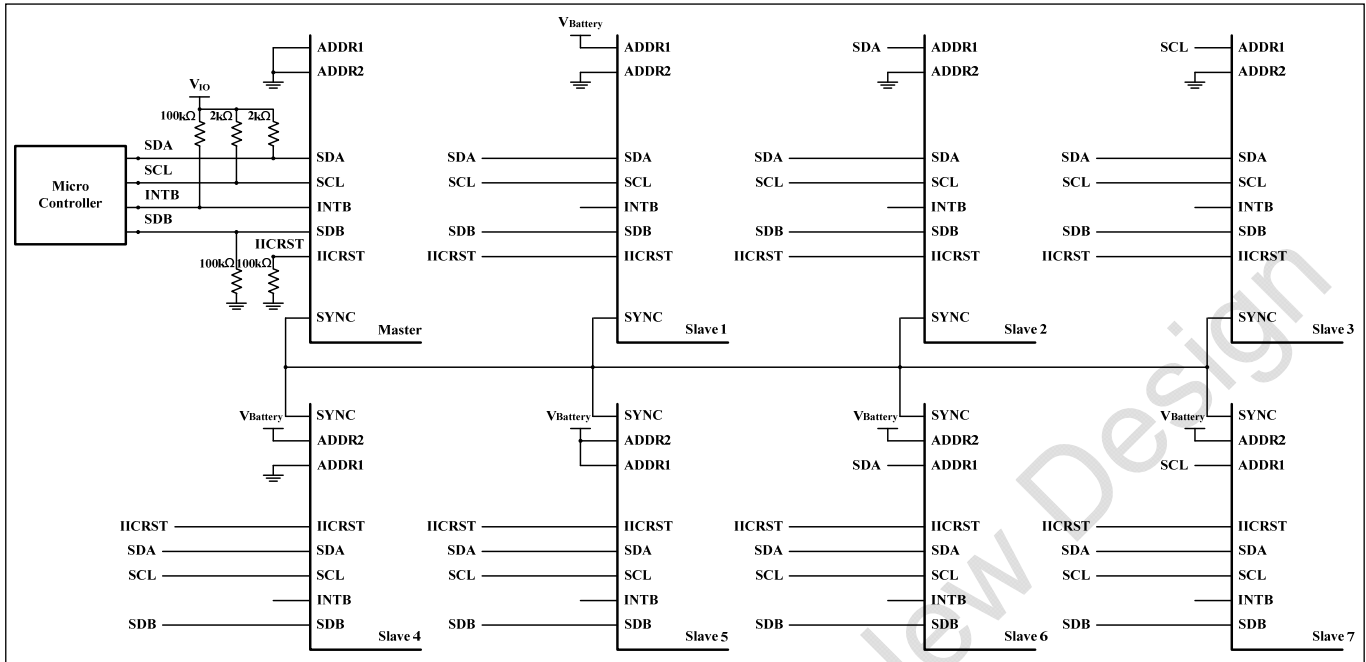 VBattery
ADDR1
ADDR2
ADDR1
ADDR2
SDA
ADDR1
ADDR2
SCL
ADDR1
ADDR2
VIO
100kΩ 2kΩ 2kΩ
Micro
Controller
SDA
SCL
INTB
SDB
IICRST
100kΩ 100kΩ
SDA
SCL
INTB
SDB
IICRST
SYNC
Master
SDA SDA
SCL SCL
INTB
SDB SDB
IICRST IICRST
SYNC
Slave 1
SDA SDA
SCL SCL
INTB
SDB SDB
IICRST IICRST
SYNC
Slave 2
SDA SDA
SCL SCL
INTB
SDB SDB
IICRST IICRST
SYNC
Slave 3
VBattery SYNC
ADDR2
ADDR1
IICRST IICRST
SDA SDA
SCL SCL
INTB
SDB SDB
Slave 4
VBattery SYNC
ADDR2
ADDR1
IICRST IICRST
SDA SDA
SCL SCL
INTB
SDB SDB
Slave 5
VBattery SYNC
ADDR2
SDA ADDR1
IICRST IICRST
SDA SDA
SCL SCL
INTB
SDB SDB
Slave 6
VBattery SYNC
ADDR2
SCL ADDR1
IICRST IICRST
SDA SDA
SCL SCL
INTB
SDB SDB
Slave 7
Design